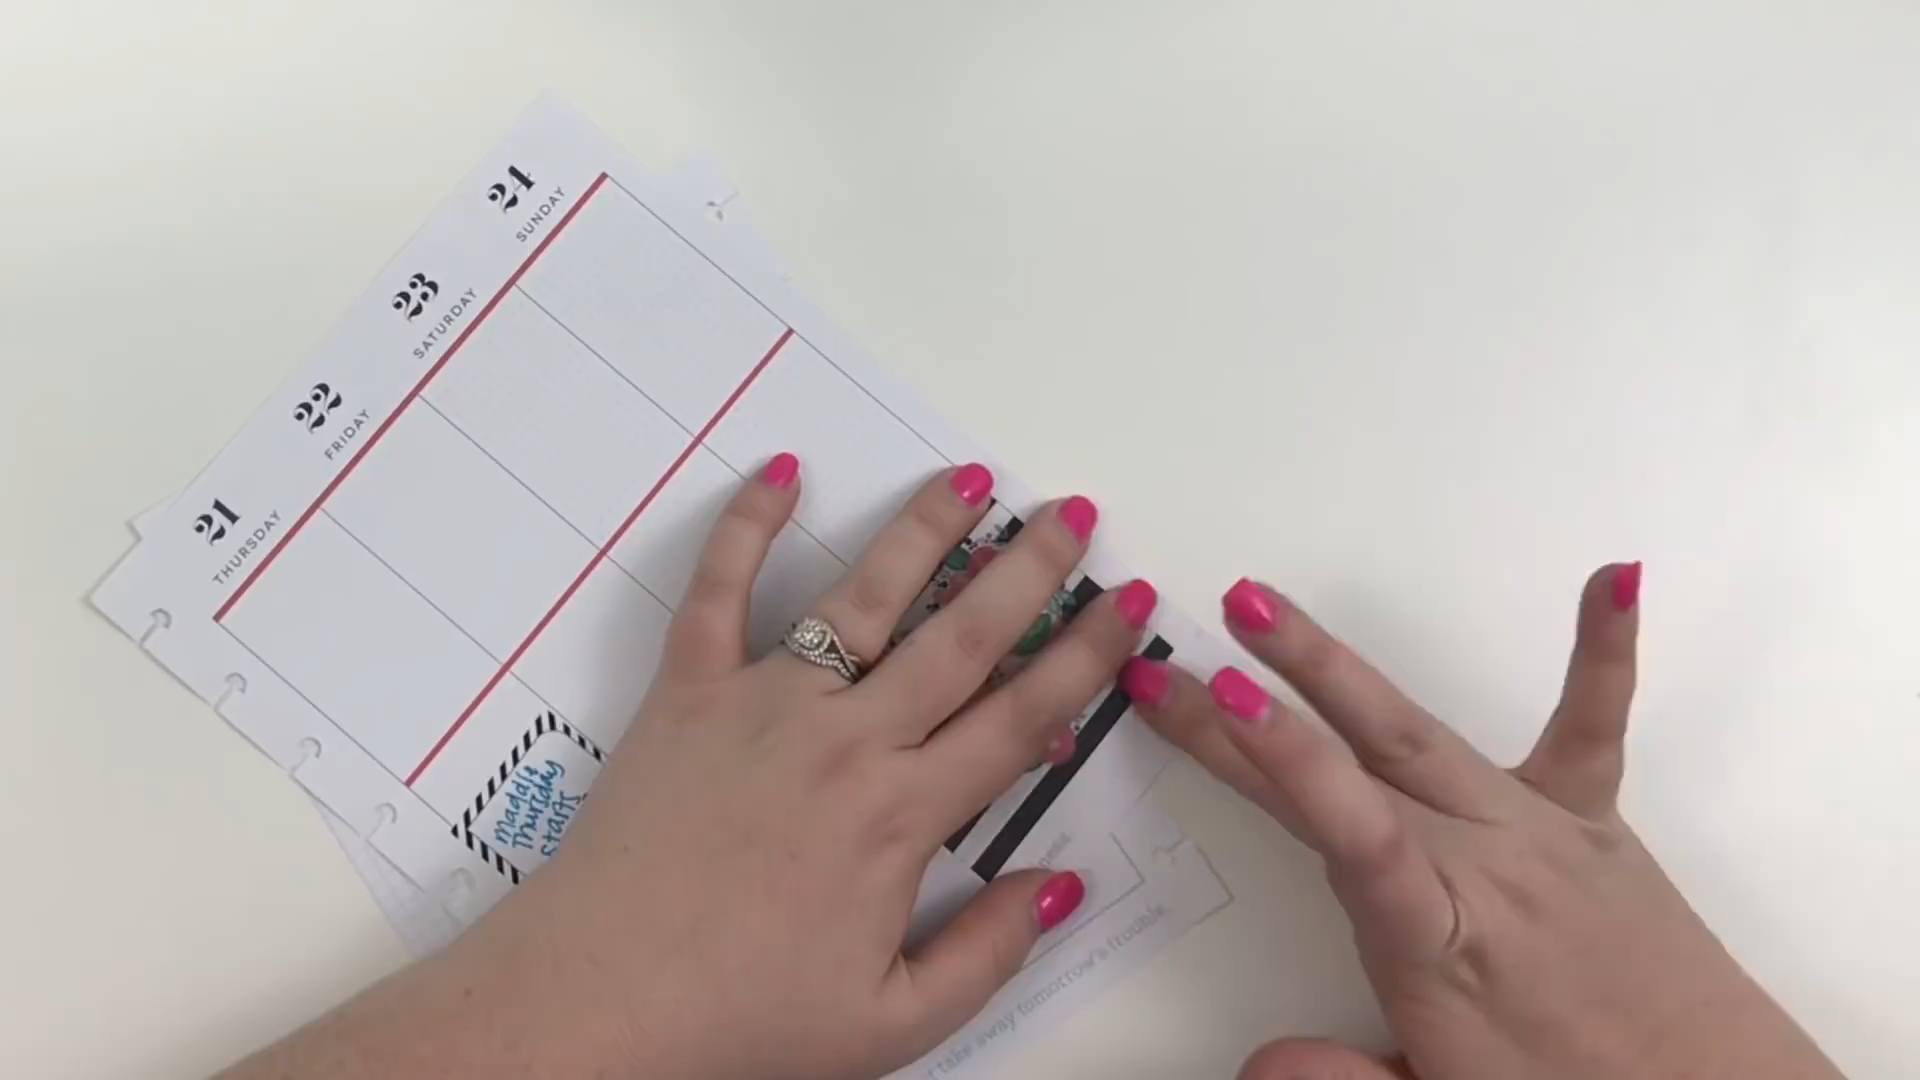 21
THURSDAY
22
FRIDAY
23
SATURDAY
24
SUNDAY
Maddie
Thursday
starts
take away tomorrow's trouble